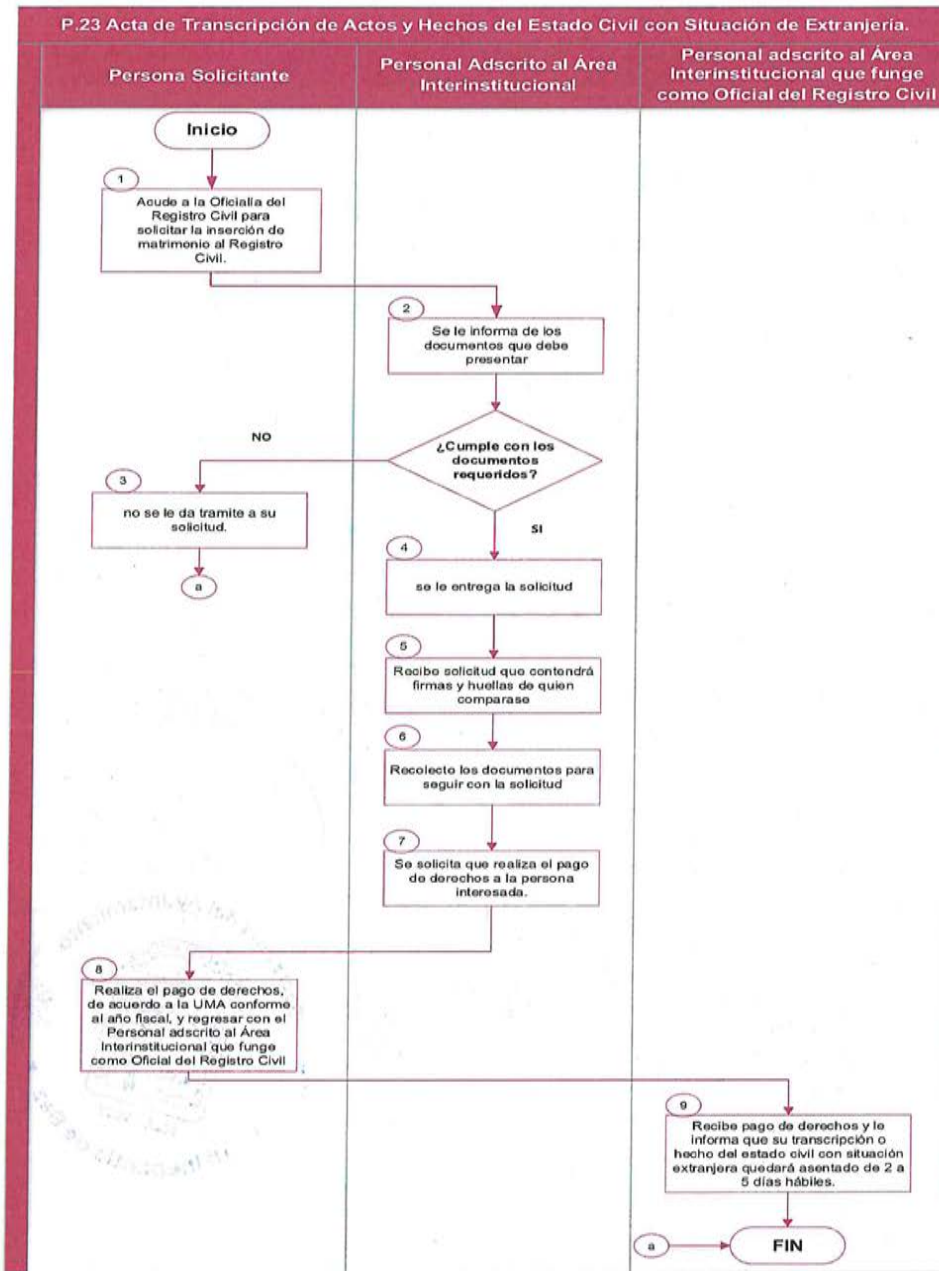 P.23 Acta de Transcripción de Actos y Hechos del Estado Civil con Situación de Extranjería.
Persona Solicitante
Personal Adscrito al Área
Interinstitucional
Personal adscrito al Área
Interinstitucional que funge
como Oficial del Registro Civil
Inicio
1
Acude a la Oficialía del
Registro Civil para
solicitar la inserción de
matrimonio al Registro
Civil.
2
Se le informa de los
documentos que debe
presentar
¿Cumple con los
documentos
requeridos?
NO
3
no se le da tramite a su
solicitud.
a
SI
4
se le entrega la solicitud
5
Recibe solicitud que contendrá
firmas y huellas de quien
comparase
6
Recolecto los documentos para
seguir con la solicitud
7
Se solicita que realiza el pago
de derechos a la persona
interesada.
8
Realiza el pago de derechos,
de acuerdo a la UMA conforme
al año fiscal, y regresar con el
Personal adscrito al Área
Interinstitucional que funge
como Oficial del Registro Civil
9
Recibe pago de derechos y le
informa que su transcripción o
hecho del estado civil con situación
extranjera quedará asentado de 2 a
5 días hábiles.
a
FIN